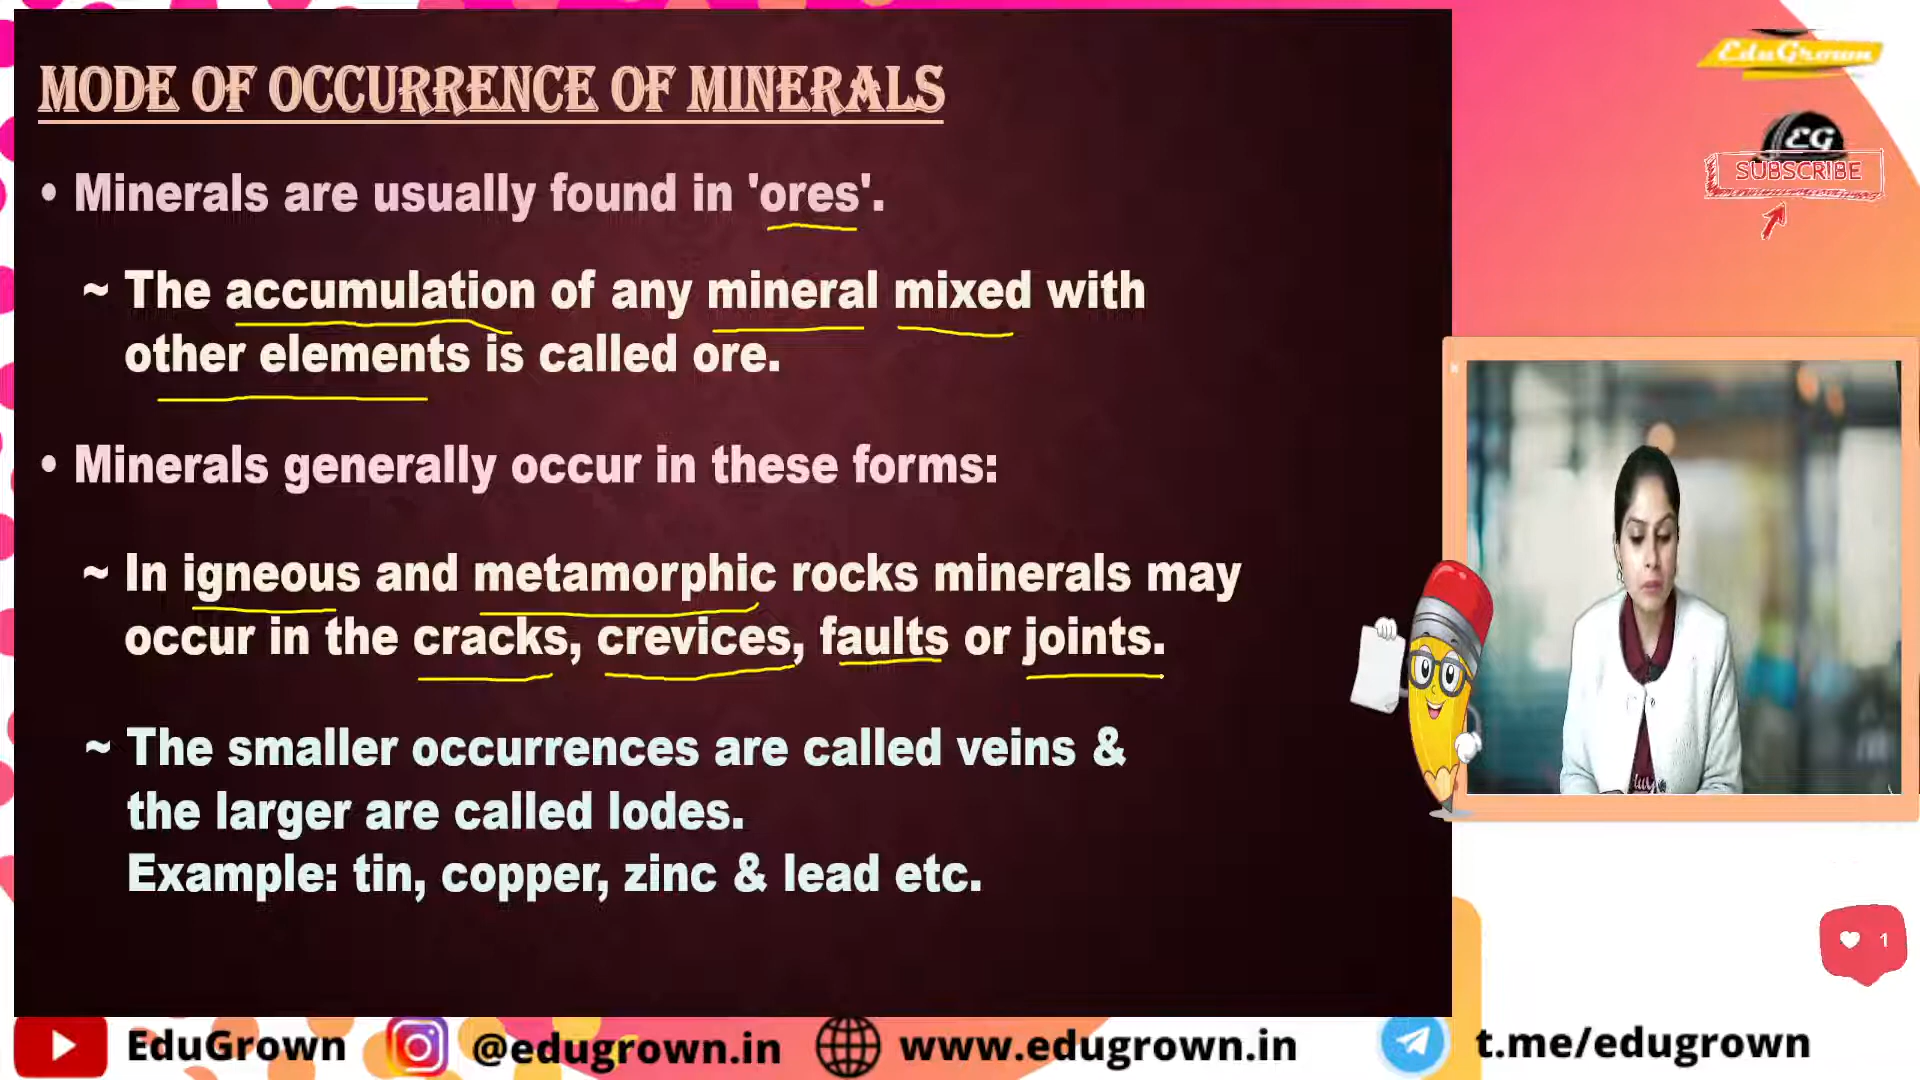 MODE OF OCCURRENCE OF MINERALS
• Minerals are usually found in 'ores'.
~ The accumulation of any mineral mixed with
other elements is called ore.
• Minerals generally occur in these forms:
~ In igneous and metamorphic rocks minerals may
occur in the cracks, crevices, faults or joints.
~ The smaller occurrences are called veins &
the larger are called lodes.
Example: tin, copper, zinc & lead etc.
EduGrown
EG
SUBSCRIBE
1
EduGrown
@edugrown.in
www.edugrown.in
t.me/edugrown